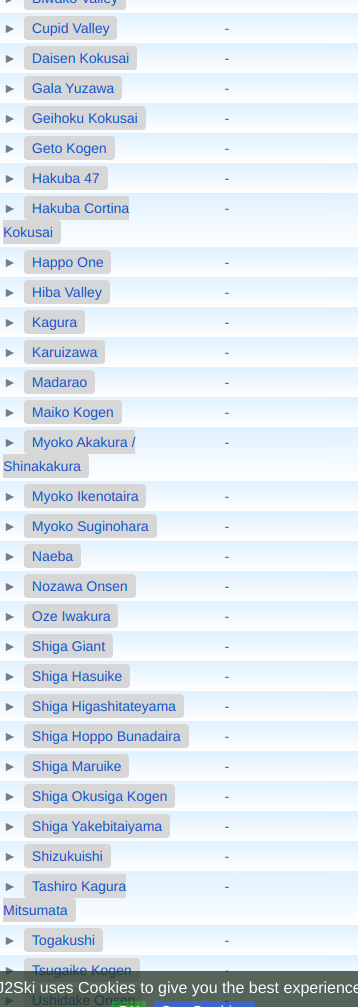 Biwako Valley
► Cupid Valley -
► Daisen Kokusai -
► Gala Yuzawa -
► Geihoku Kokusai -
► Geto Kogen -
► Hakuba 47 -
► Hakuba Cortina -
Kokusai
► Happo One -
► Hiba Valley -
► Kagura -
► Karuizawa -
► Madarao -
► Maiko Kogen -
► Myoko Akakura / -
Shinakakura
► Myoko Ikenotaira -
► Myoko Suginohara -
► Naeba -
► Nozawa Onsen -
► Oze Iwakura -
► Shiga Giant -
► Shiga Hasuike -
► Shiga Higashitateyama -
► Shiga Hoppo Bunadaira -
► Shiga Maruike -
► Shiga Okusiga Kogen -
► Shiga Yakebitaiyama -
► Shizukuishi -
► Tashiro Kagura -
Mitsumata
► Togakushi -
► Tsugaike Kogen -
J2Ski uses Cookies to give you the best experience
► Ushidake Onsen -